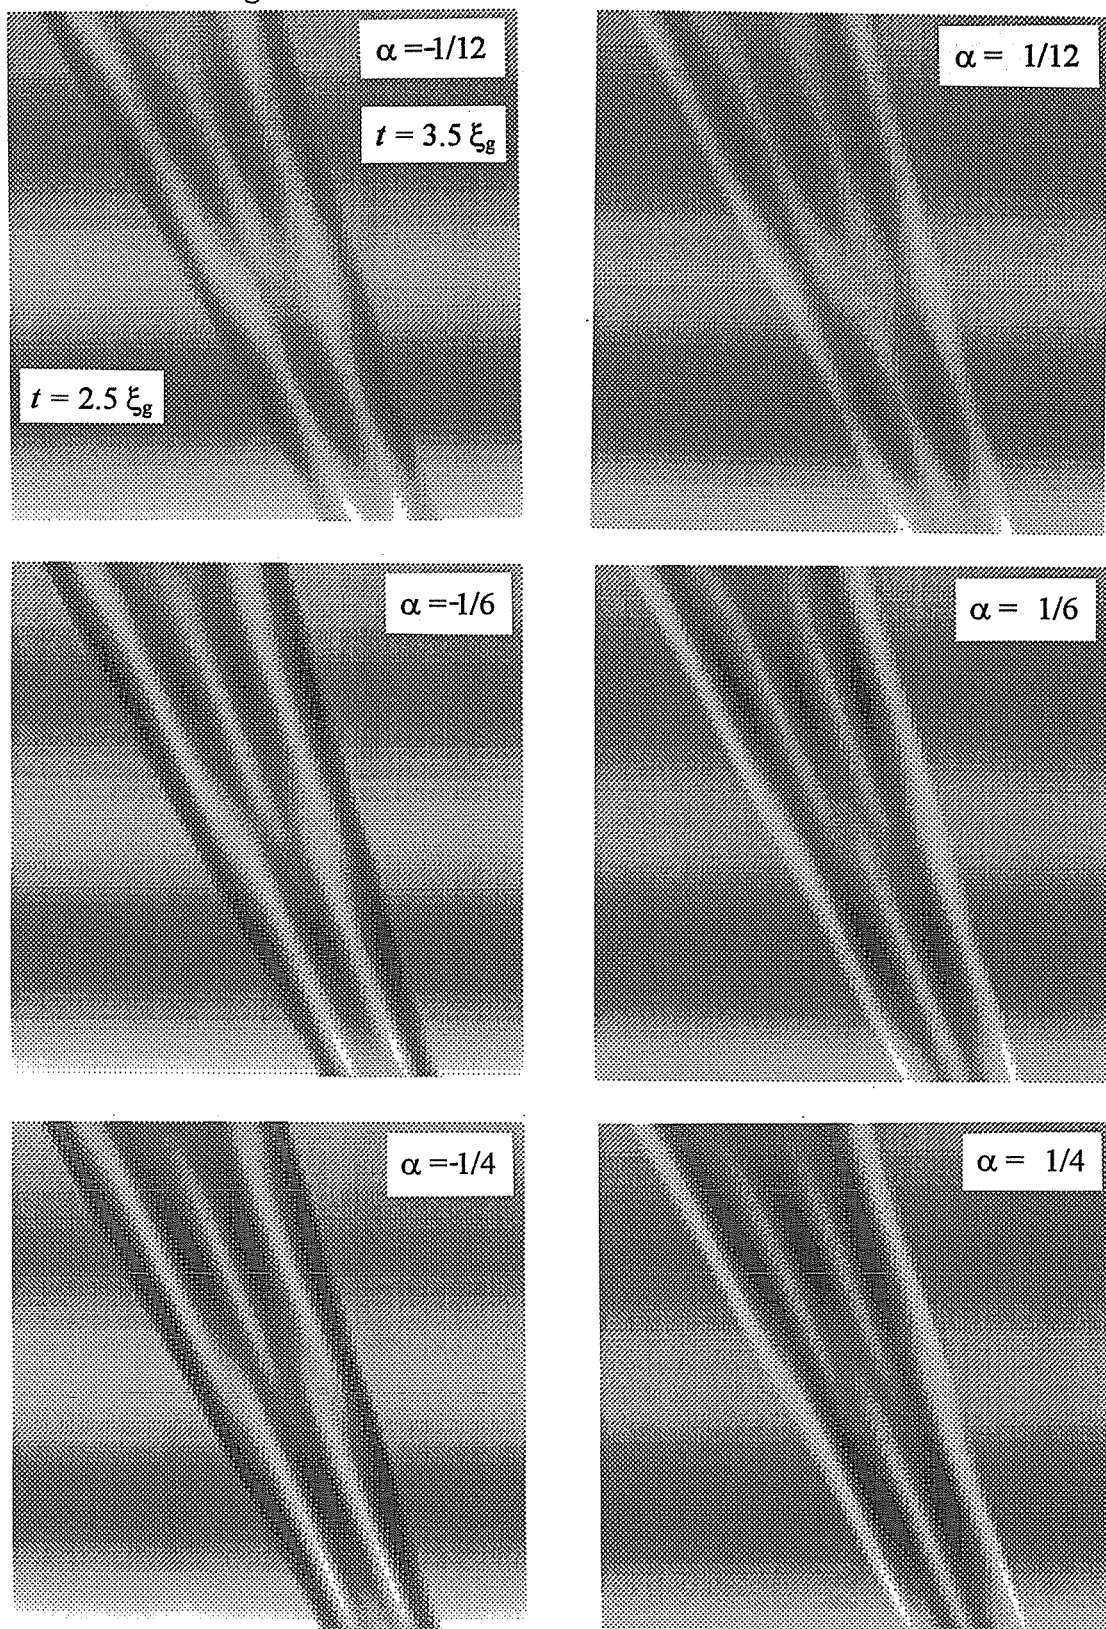 α =-1/12
α = 1/12
t = 3.5 ξg
t = 2.5 ξg
α =-1/6
α = 1/6
α =-1/4
α = 1/4